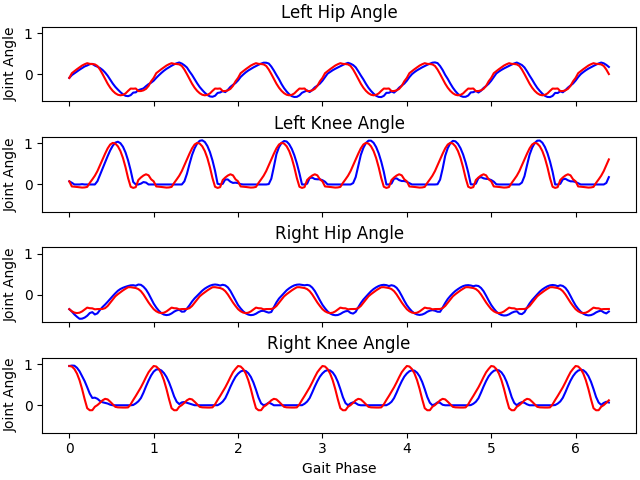 Left Hip Angle
Joint Angle
1
0
Left Knee Angle
Joint Angle
1
0
Right Hip Angle
Joint Angle
1
0
Right Knee Angle
Joint Angle
1
0
0 1 2 3 4 5 6
Gait Phase